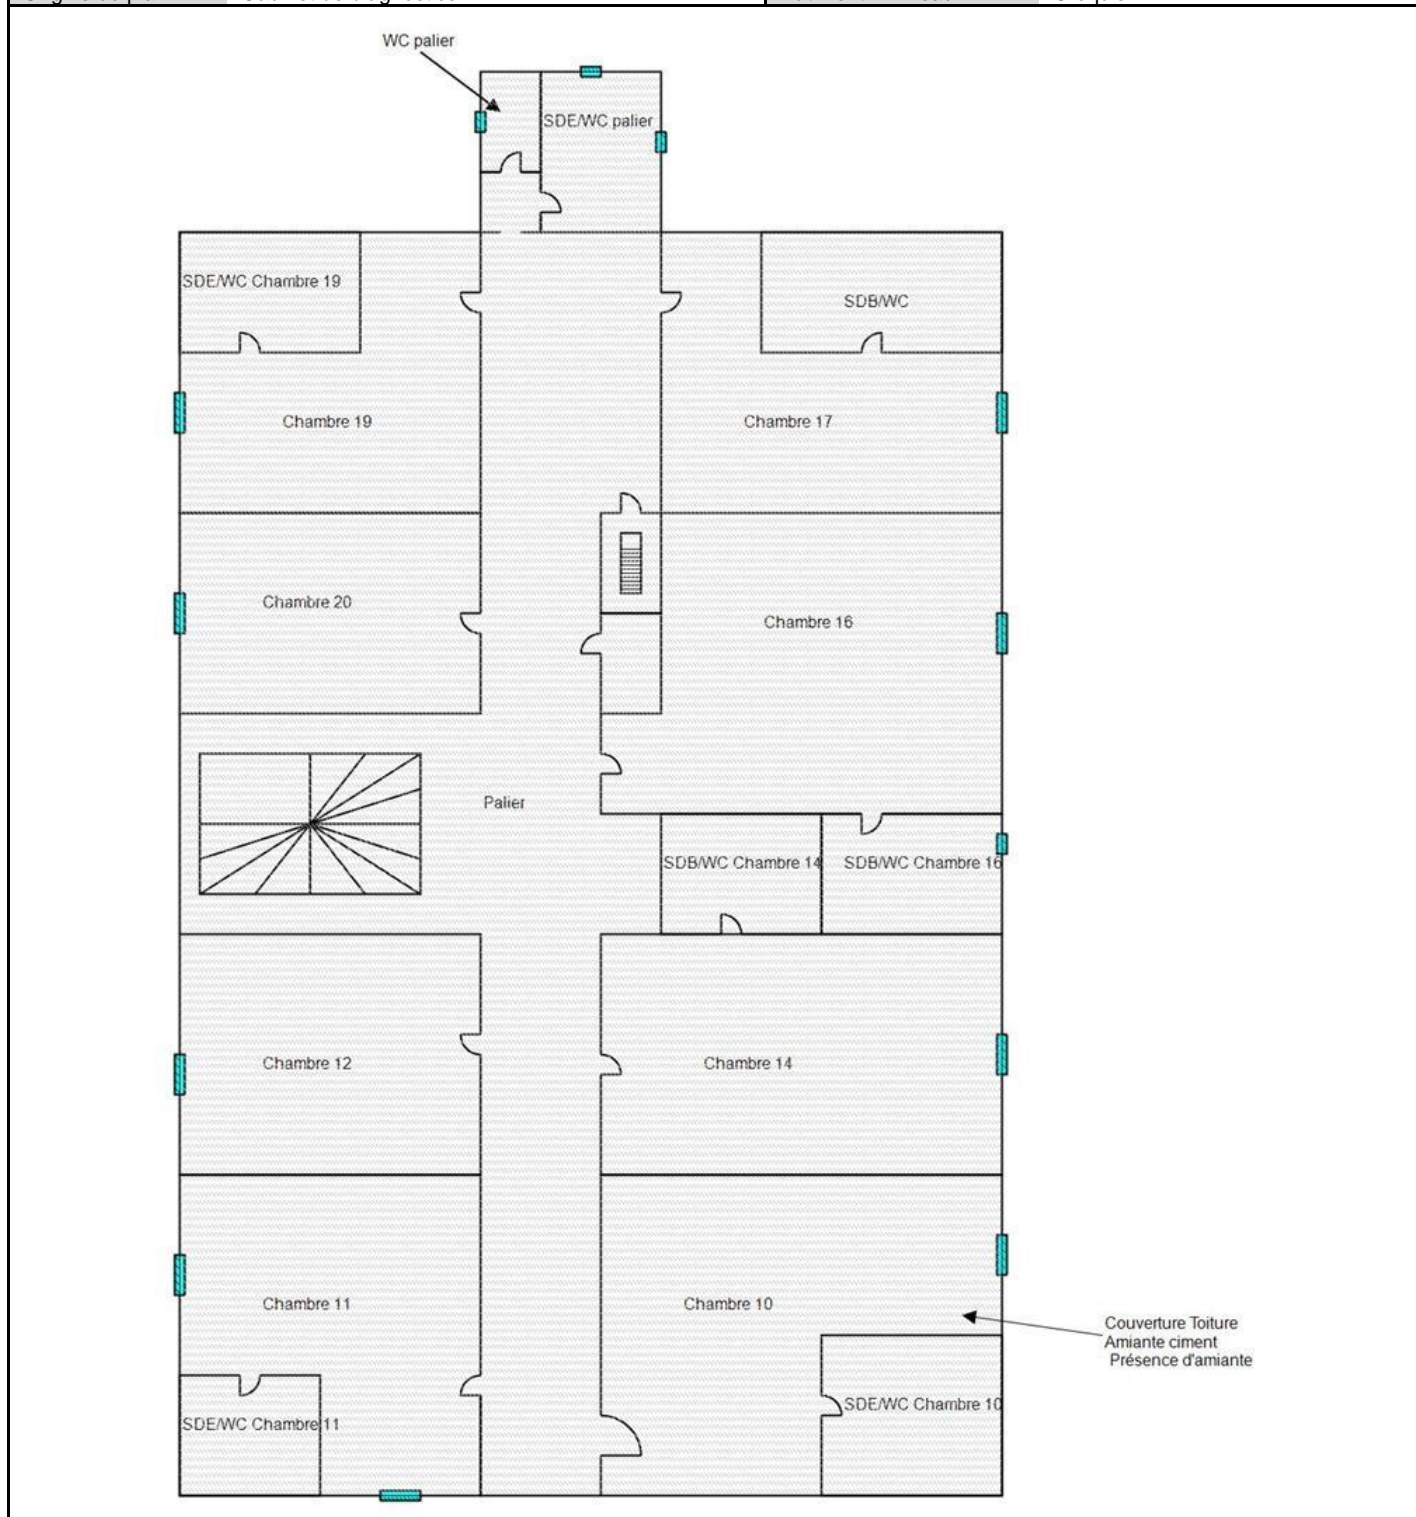 WC palier
SDE/WC palier
SDE/WC Chambre 19
SDB/WC
Chambre 19
Chambre 17
Chambre 20
Chambre 16
Palier
SDB/WC Chambre 14
SDB/WC Chambre 16
Chambre 12
Chambre 14
Chambre 11
Chambre 10
Couverture Toiture
Amiante ciment
Présence d'amiante
SDE/WC Chambre 10
SDE/WC Chambre 11